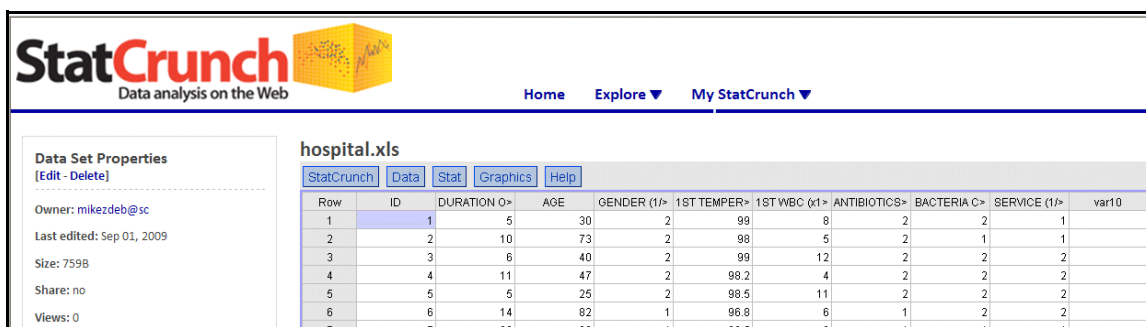 StatCrunch
Data analysis on the Web
Home Explore ▼ My StatCrunch ▼
Data Set Properties
[Edit - Delete]
Owner: mikezdeb@sc
Last edited: Sep 01, 2009
Size: 759B
Share: no
Views: 0
hospital.xls
StatCrunch Data Stat Graphics Help
Row ID DURATION O> AGE GENDER (1/> 1ST TEMPER> 1ST WBC (x1> ANTIBIOTICS> BACTERIA C> SERVICE (1/> var10
1 1 5 30 2 99 8 2 2 1
2 2 10 73 2 98 5 2 1 1
3 3 6 40 2 99 12 2 2 2
4 4 11 47 2 98.2 4 2 2 2
5 5 5 25 2 98.5 11 2 2 2
6 6 14 82 1 96.8 6 1 2 2